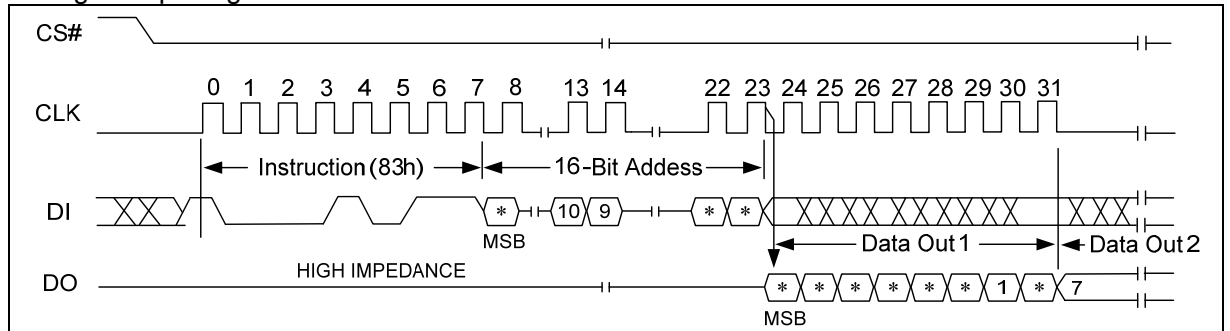 CS#
0 1 2 3 4 5 6 7 8 13 14 22 23 24 25 26 27 28 29 30 31
CLK
Instruction (83h) 16-Bit Addess
DI * 10 9 * *
MSB
Data Out 1 Data Out 2
HIGH IMPEDANCE
DO * * * * * * 1 * 7
MSB